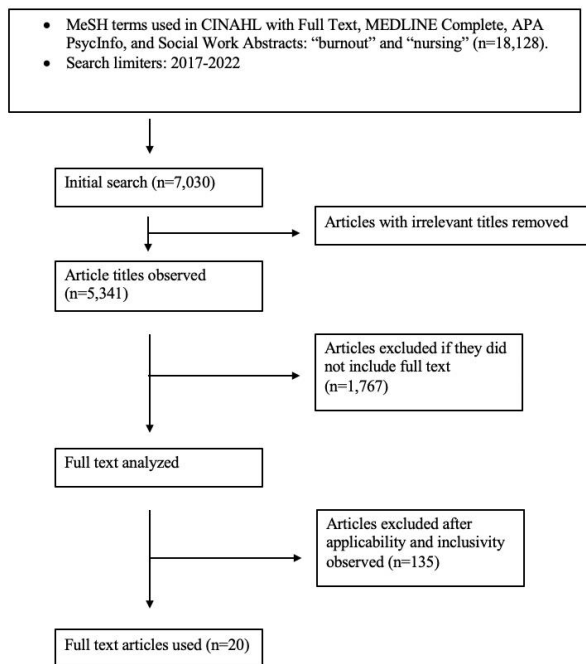 • MeSH terms used in CINAHL with Full Text, MEDLINE Complete, APA
PsycInfo, and Social Work Abstracts: “burnout” and “nursing” (n=18,128).
• Search limiters: 2017-2022
Initial search (n=7,030)
Articles with irrelevant titles removed
Article titles observed
(n=5,341)
Articles excluded if they did
not include full text
(n=1,767)
Full text analyzed
Articles excluded after
applicability and inclusivity
observed (n=135)
Full text articles used (n=20)